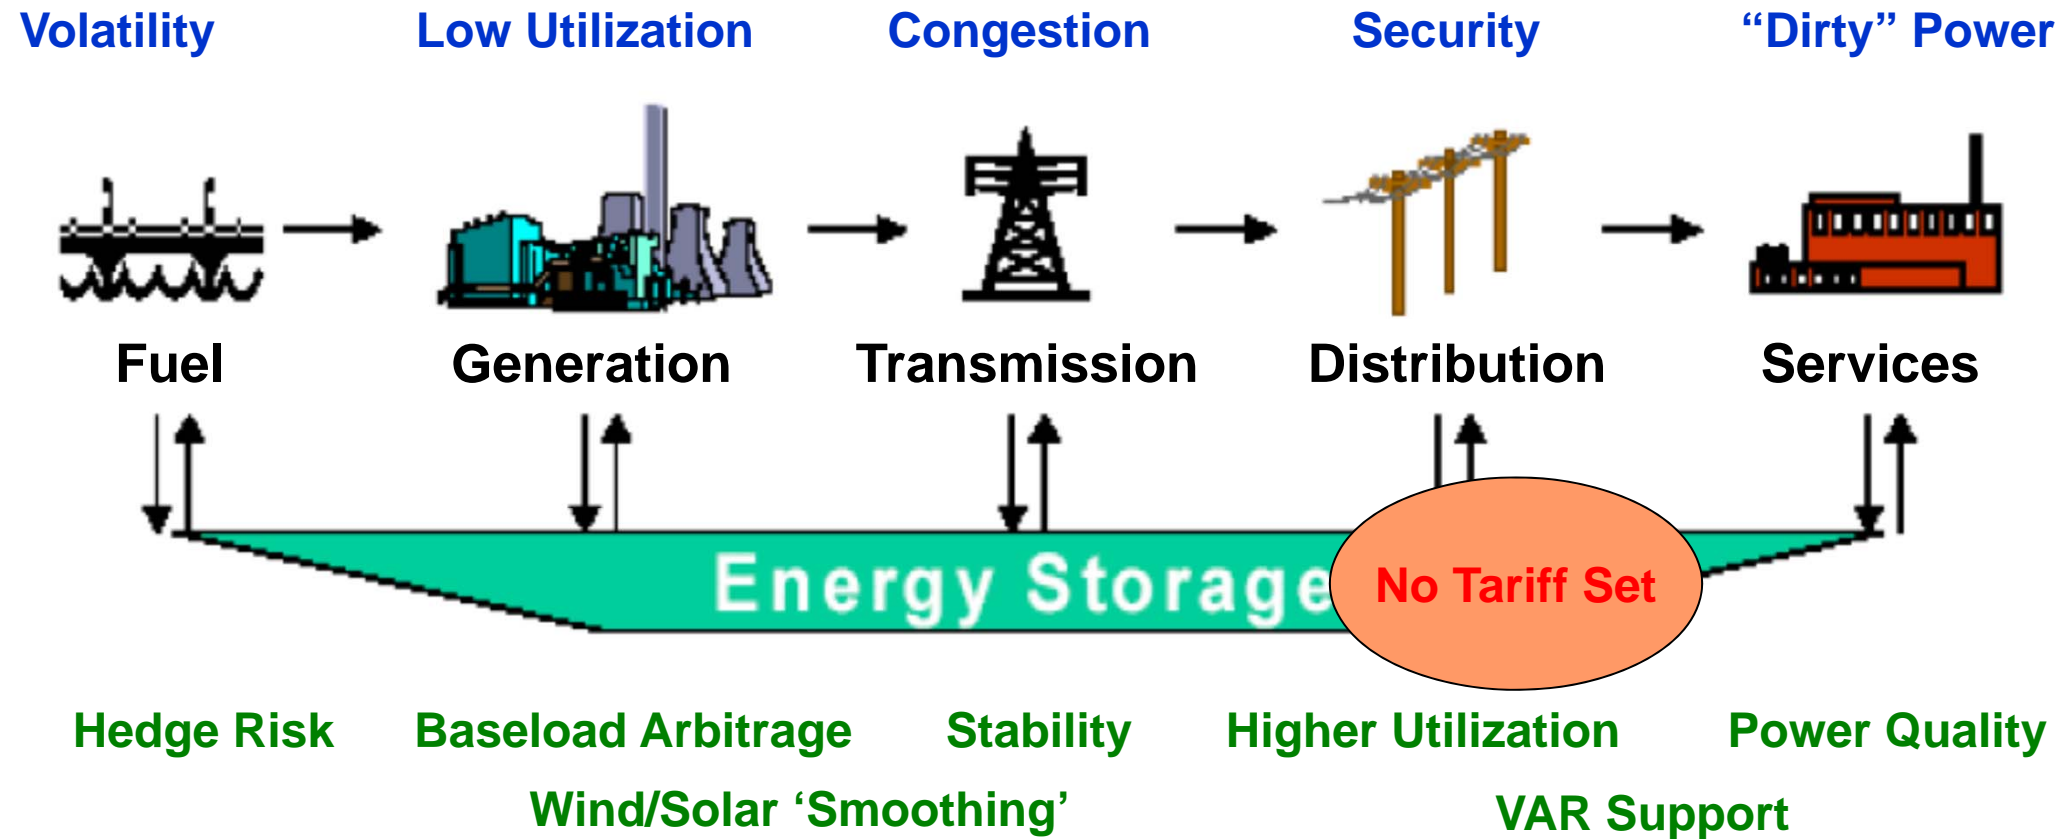 Volatility
Low Utilization
Congestion
Security
“Dirty” Power
Fuel
Generation
Transmission
Distribution
Services
Energy Storage
No Tariff Set
Hedge Risk
Baseload Arbitrage
Stability
Higher Utilization
Power Quality
Wind/Solar ‘Smoothing’
VAR Support